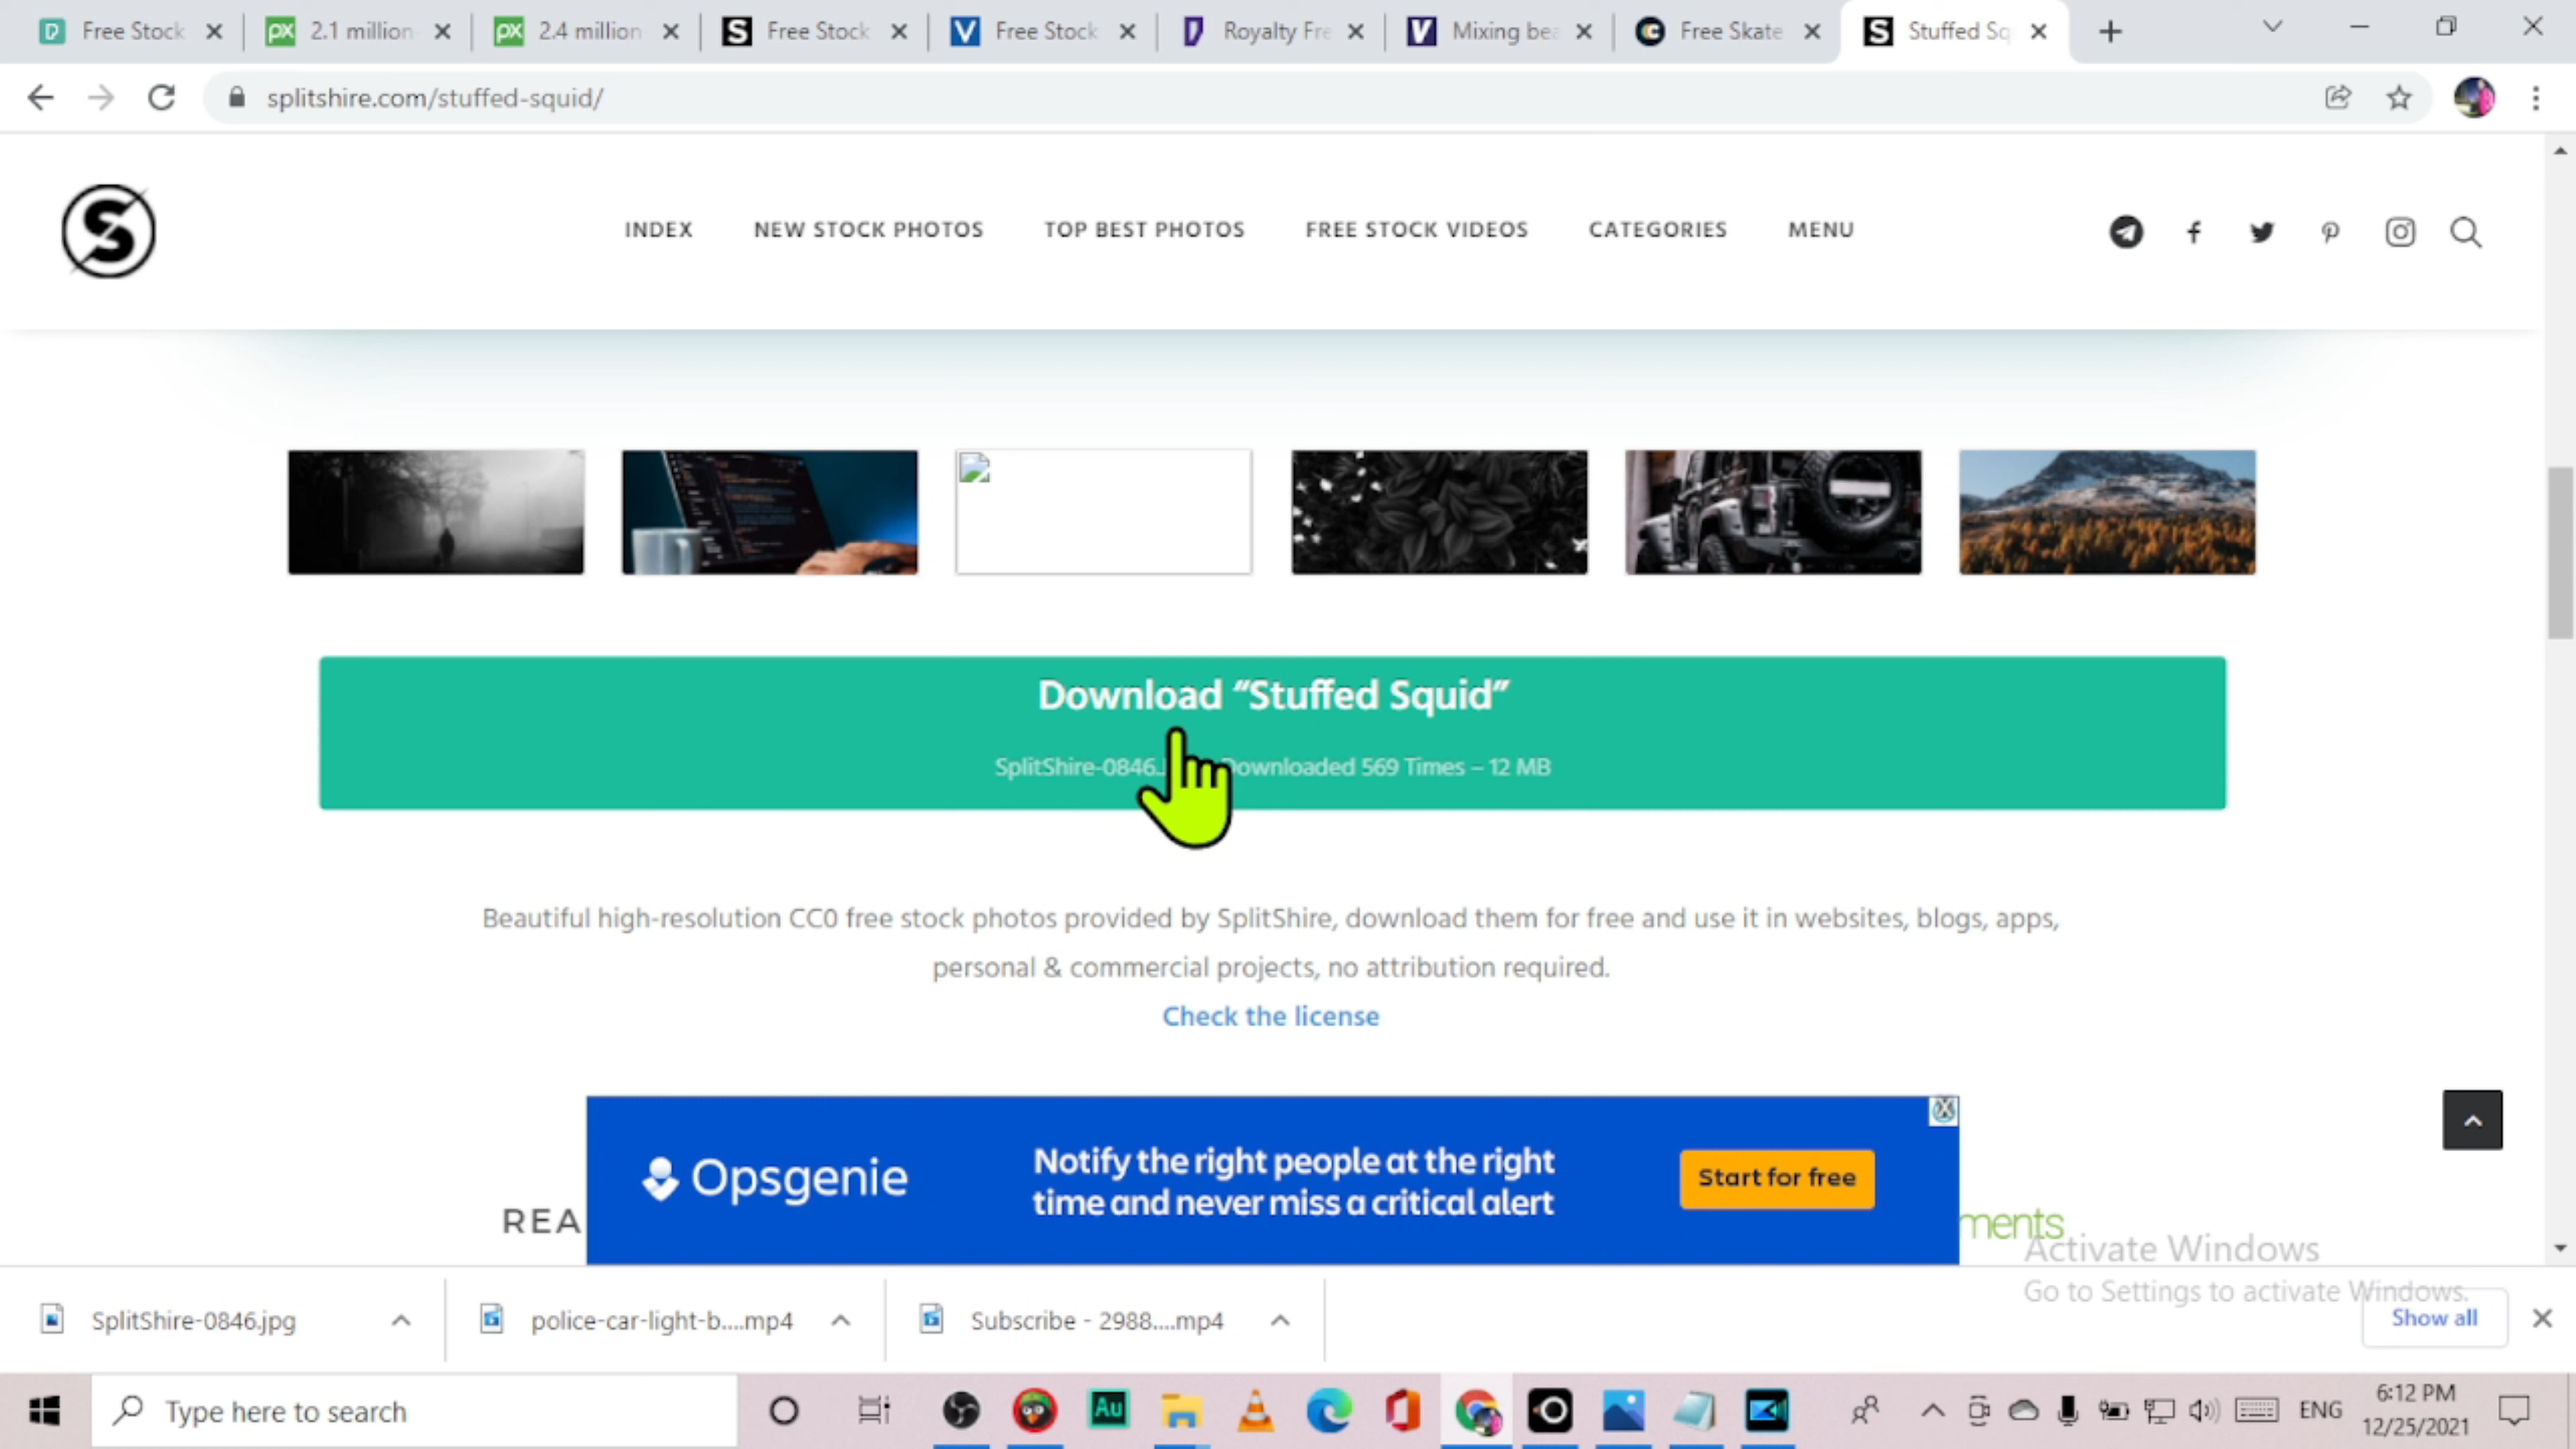 Free Stock
2.1 million
2.4 million
Free Stock
Free Stock
Royalty Fre
Mixing bea
Free Skate
Stuffed Sq
splitshire.com/stuffed-squid/
INDEX
NEW STOCK PHOTOS
TOP BEST PHOTOS
FREE STOCK VIDEOS
CATEGORIES
MENU
Download “Stuffed Squid”
SplitShire-0846. Downloaded 569 Times – 12 MB
Beautiful high-resolution CC0 free stock photos provided by SplitShire, download them for free and use it in websites, blogs, apps,
personal & commercial projects, no attribution required.
Check the license
Opsgenie
Notify the right people at the right
time and never miss a critical alert
Start for free
REA
ments
Activate Windows
Go to Settings to activate Windows.
SplitShire-0846.jpg
police-car-light-b....mp4
Subscribe - 2988....mp4
Show all
Type here to search
Au
ENG
6:12 PM
12/25/2021